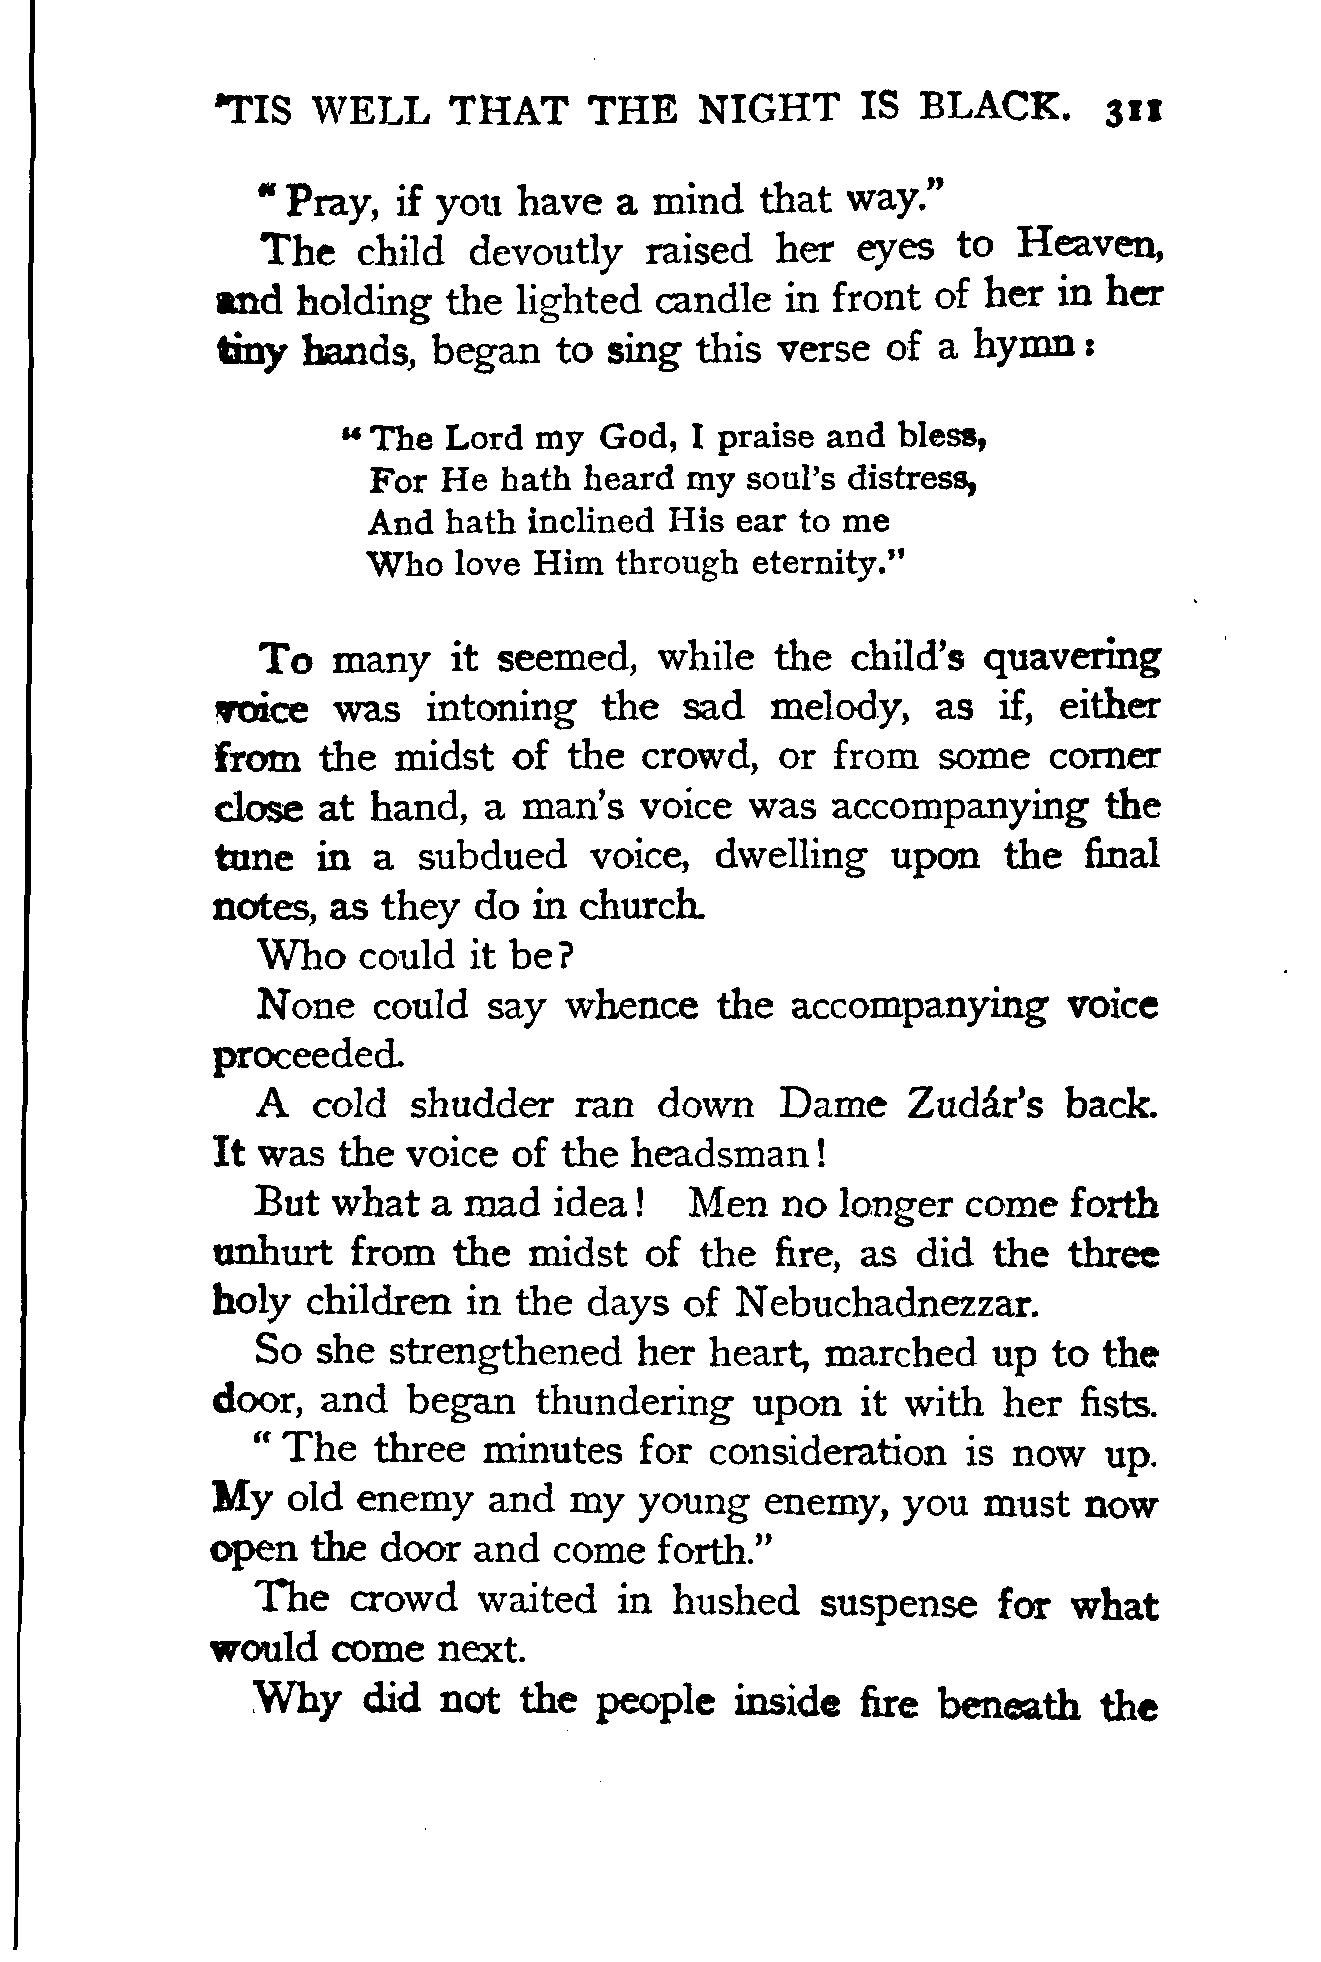 'TIS WELL THAT THE NIGHT IS BLACK. 311
" Pray, if you have a mind that way."
The child devoutly raised her eyes to Heaven,
and holding the lighted candle in front of her in her
tiny hands, began to sing this verse of a hymn:
" The Lord my God, I praise and bless,
For He hath heard my soul's distress,
And hath inclined His ear to me
Who love Him through eternity."
To many it seemed, while the child's quavering
voice was intoning the sad melody, as if, either
from the midst of the crowd, or from some corner
close at hand, a man's voice was accompanying the
tune in a subdued voice, dwelling upon the final
notes, as they do in church.
Who could it be?
None could say whence the accompanying voice
proceeded.
A cold shudder ran down Dame Zudár's back.
It was the voice of the headsman!
But what a mad idea! Men no longer come forth
unhurt from the midst of the fire, as did the three
holy children in the days of Nebuchadnezzar.
So she strengthened her heart, marched up to the
door, and began thundering upon it with her fists.
" The three minutes for consideration is now up.
My old enemy and my young enemy, you must now
open the door and come forth."
The crowd waited in hushed suspense for what
would come next.
Why did not the people inside fire beneath the